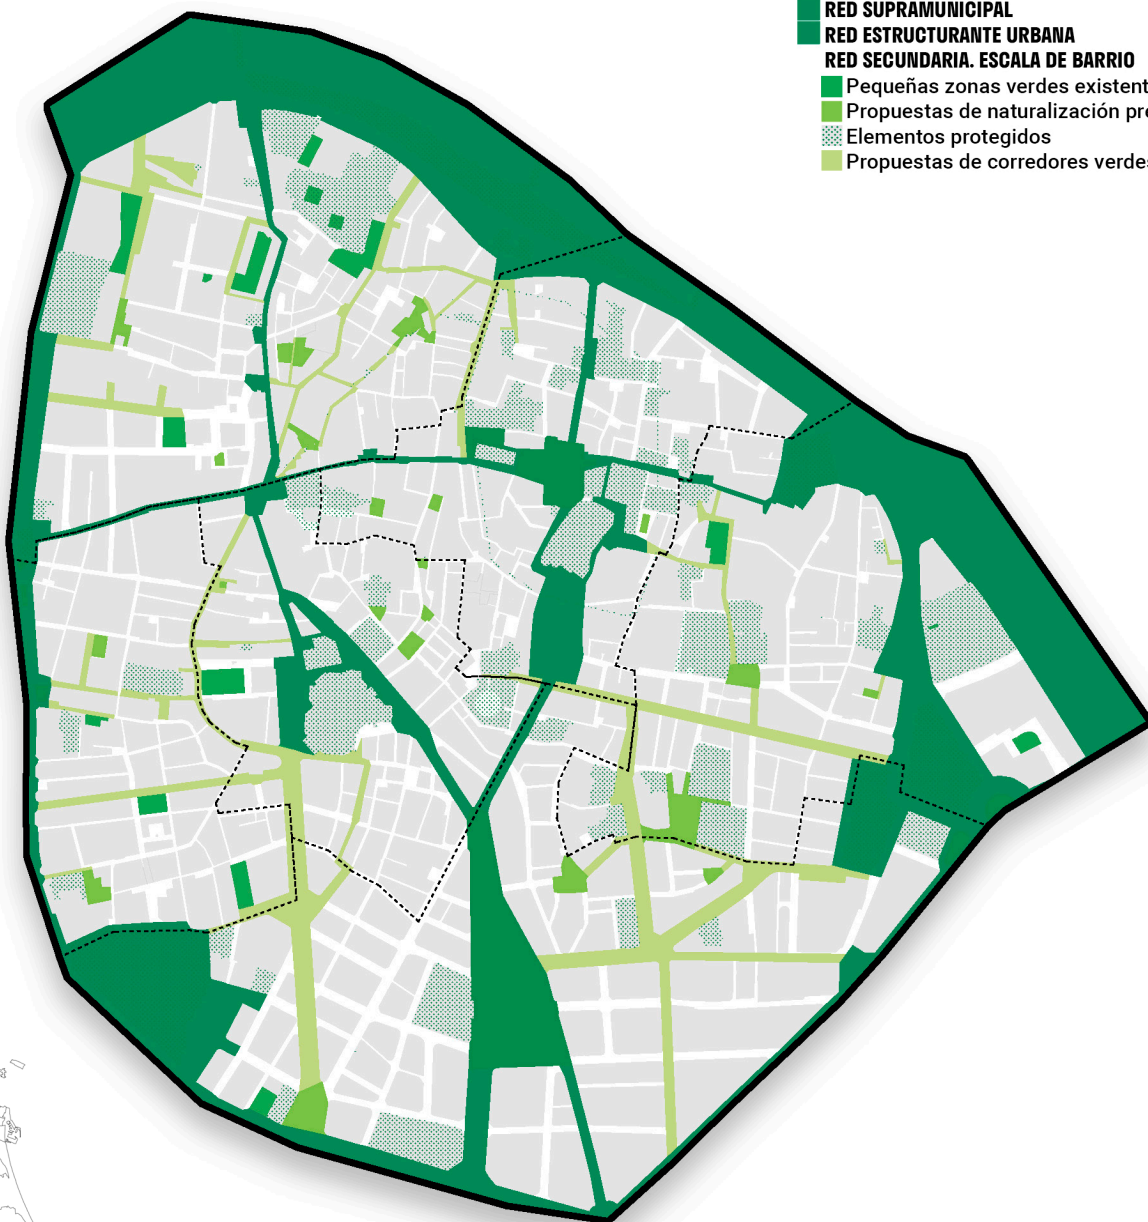 RED SUPRAMUNICIPAL
RED ESTRUCTURANTE URBANA
RED SECUNDARIA. ESCALA DE BARRIO
Pequeñas zonas verdes existent
Propuestas de naturalización pr
Elementos protegidos
Propuestas de corredores verdes